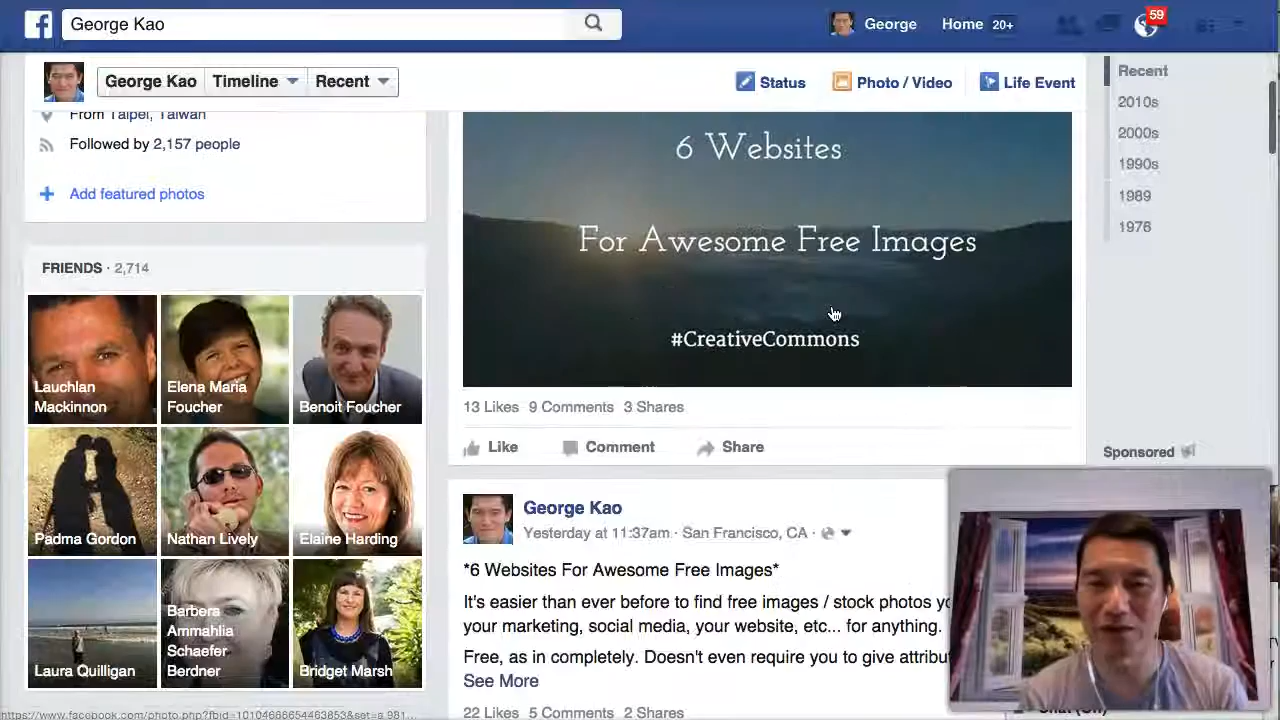 George Kao
George
Home 20+
59
George Kao
Timeline
Recent
Status
Photo / Video
Life Event
Recent
2010s
2000s
1990s
1989
1976
From Taipei, Taiwan
Followed by 2,157 people
Add featured photos
FRIENDS · 2,714
Lauchlan
Mackinnon
Elena Maria
Foucher
Benoit Foucher
Padma Gordon
Nathan Lively
Elaine Harding
Laura Quilligan
Barbera
Ammahlia
Schaefer
Berdner
Bridget Marsh
6 Websites
For Awesome Free Images
#CreativeCommons
13 Likes 9 Comments 3 Shares
Like
Comment
Share
George Kao
Yesterday at 11:37am · San Francisco, CA ·
*6 Websites For Awesome Free Images*
It's easier than ever before to find free images / stock photos yo
your marketing, social media, your website, etc... for anything.
Free, as in completely. Doesn't even require you to give attribut
See More
22 Likes 5 Comments 2 Shares
Sponsored